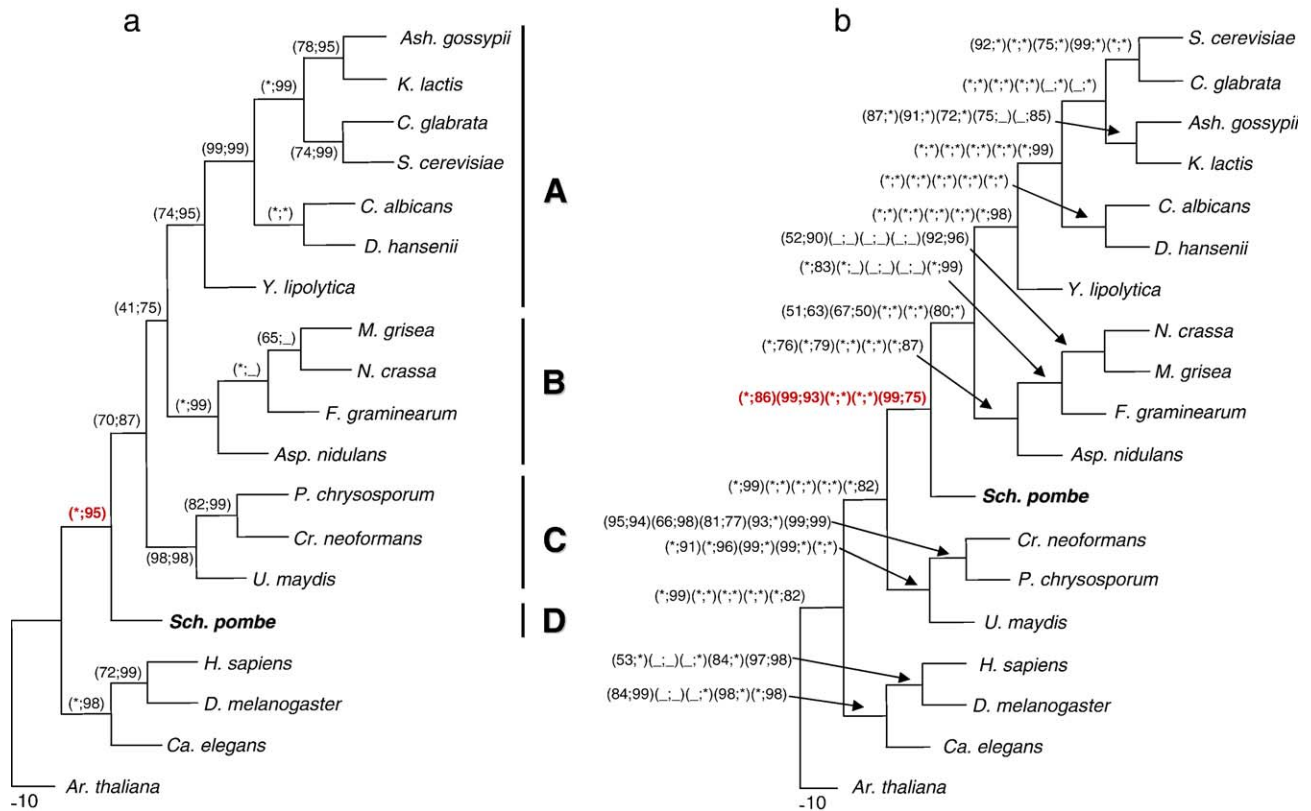 a
Ash. gossypii
(78;95)
K. lactis
(*;99)
C. glabrata
(99;99)
(74;99)
S. cerevisiae
C. albicans
(*;*)
(74;95)
D. hansenii
Y. lipolytica
(41;75)
M. grisea
(65;_)
N. crassa
(*;_)
(*;99)
F. graminearum
(70;87)
Asp. nidulans
P. chrysosporum
(82;99)
(*;95)
Cr. neoformans
(98;98)
U. maydis
Sch. pombe
H. sapiens
(72;99)
D. melanogaster
(*;98)
Ca. elegans
Ar. thaliana
-10
A
B
C
D
b
S. cerevisiae
(92;*)(*;*)(75;*)(99;*)(*;*)
C. glabrata
(*;*)(*;*)(*;*)(_;*)(_;*)
(87;*)(91;*)(72;*)(75;_)(_;85)
Ash. gossypii
(*;*)(*;*)(*;*)(*;*)(*;99)
K. lactis
(*;*)(*;*)(*;*)(*;*)(*;*)
C. albicans
(*;*)(*;*)(*;*)(*;*)(*;98)
(52;90)(_;_)(_;_)(_;_)(92;96)
D. hansenii
(*;83)(*;_)(_;_)(_;_)(*;99)
Y. lipolytica
(51;63)(67;50)(*;*)(*;*)(80;*)
N. crassa
(*;76)(*;79)(*;*)(*;*)(*;87)
M. grisea
(*;86)(99;93)(*;*)(*;*)(99;75)
F. graminearum
Asp. nidulans
(*;99)(*;*)(*;*)(*;*)(*;82)
Sch. pombe
(95;94)(66;98)(81;77)(93;*)(99;99)
Cr. neoformans
(*;91)(*;96)(99;*)(99;*)(*;*)
P. chrysosporum
(*;99)(*;*)(*;*)(*;*)(*;82)
U. maydis
(53;*)(_;_)(_;*)(84;*)(97;98)
H. sapiens
(84;99)(_;_)(_;*)(98;*)(*;98)
D. melanogaster
Ca. elegans
Ar. thaliana
-10